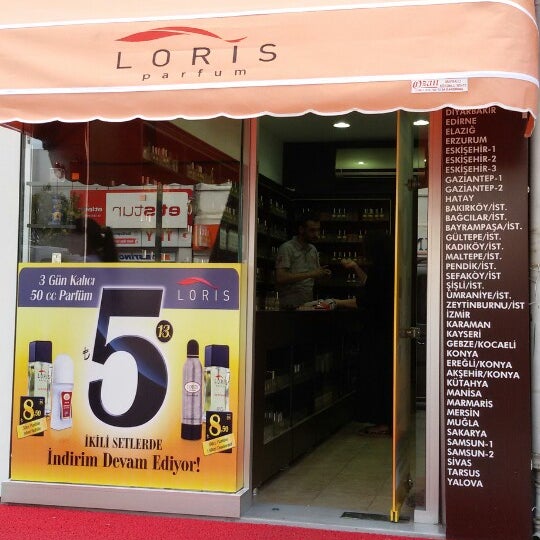 LORIS
parfum
Oran
DİYARBAKIR
EDİRNE
ELAZIĞ
ERZURUM
ESKİŞEHİR-1
ESKİŞEHİR-2
ESKİŞEHİR-3
GAZİANTEP-1
GAZİANTEP-2
HATAY
BAKIRKÖY/İST.
BAĞCILAR/İST.
BAYRAMPAŞA/İST.
GÜLTEPE/İST.
KADIKÖY/İST.
MALTEPE/İST.
PENDİK/İST.
SEFAKÖY/İST
ŞİŞLİ/İST.
ÜMRANİYE/İST.
ZEYTİNBURNU/İST
İZMİR
KARAMAN
KAYSERİ
GEBZE/KOCAELİ
KONYA
EREĞLİ/KONYA
AKŞEHİR/KONYA
KÜTAHYA
MANİSA
MARMARİS
MERSİN
MUĞLA
SAKARYA
SAMSUN-1
SAMSUN-2
SİVAS
TARSUS
YALOVA
etstur
3 Gün Kalıcı
50 cc Parfüm
LORIS
₺5
13
8.50
8.50
İKİLİ SETLERDE
İndirim Devam Ediyor!